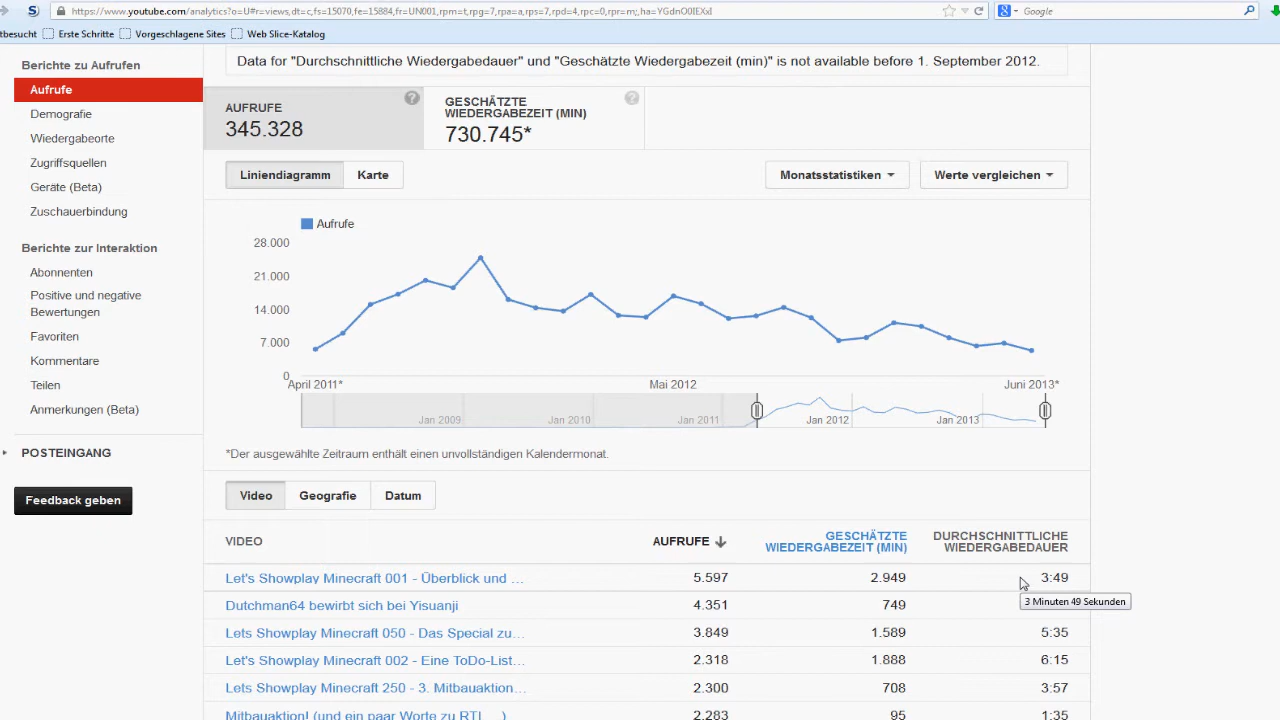 https://www.youtube.com/analytics?o=U#r=views,dt=c,fs=15070,fe=15884,fr=UN001,rpm=t,rpg=7,rpa=a,rps=7,rpd=4,rpc=0,rpr=m;,ha=YGdnO0IEXxI
Google
tbesucht Erste Schritte Vorgeschlagene Sites Web Slice-Katalog
Data for "Durchschnittliche Wiedergabedauer" und "Geschätzte Wiedergabezeit (min)" is not available before 1. September 2012.
Berichte zu Aufrufen
Aufrufe
Demografie
Wiedergabeorte
Zugriffsquellen
Geräte (Beta)
Zuschauerbindung
Berichte zur Interaktion
Abonnenten
Positive und negative
Bewertungen
Favoriten
Kommentare
Teilen
Anmerkungen (Beta)
POSTEINGANG
Feedback geben
AUFRUFE
345.328
GESCHÄTZTE
WIEDERGABEZEIT (MIN)
730.745*
Liniendiagramm Karte
Monatsstatistiken Werte vergleichen
Aufrufe
28.000
21.000
14.000
7.000
0
April 2011* Mai 2012 Juni 2013*
Jan 2009 Jan 2010 Jan 2011 Jan 2012 Jan 2013
*Der ausgewählte Zeitraum enthält einen unvollständigen Kalendermonat.
Video Geografie Datum
VIDEO AUFRUFE GESCHÄTZTE WIEDERGABEZEIT (MIN) DURCHSCHNITTLICHE WIEDERGABEDAUER
Let's Showplay Minecraft 001 - Überblick und ... 5.597 2.949 3:49
3 Minuten 49 Sekunden
Dutchman64 bewirbt sich bei Yisuanji 4.351 749
Lets Showplay Minecraft 050 - Das Special zu... 3.849 1.589 5:35
Let's Showplay Minecraft 002 - Eine ToDo-List... 2.318 1.888 6:15
Lets Showplay Minecraft 250 - 3. Mitbauaktion... 2.300 708 3:57
Mitbauaktion! (und ein paar Worte zu RTL ...) 2.283 95 1:35